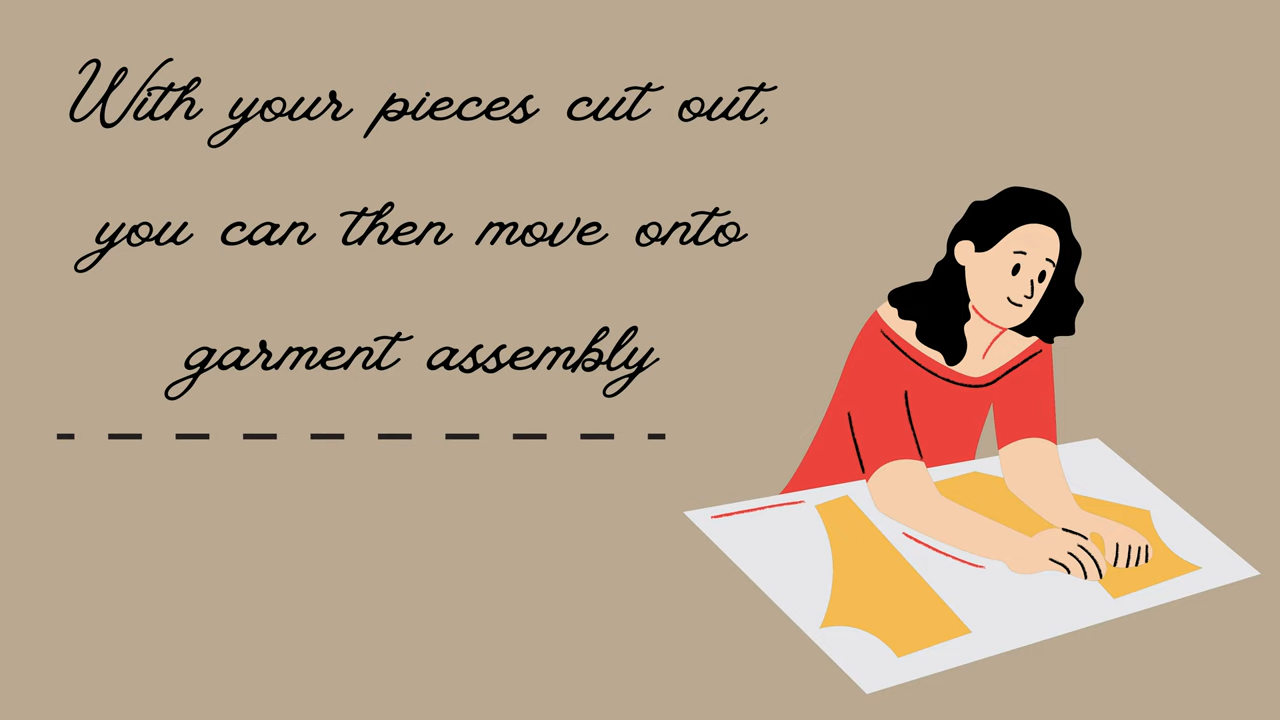 With your pieces cut out,
you can then move onto
garment assembly